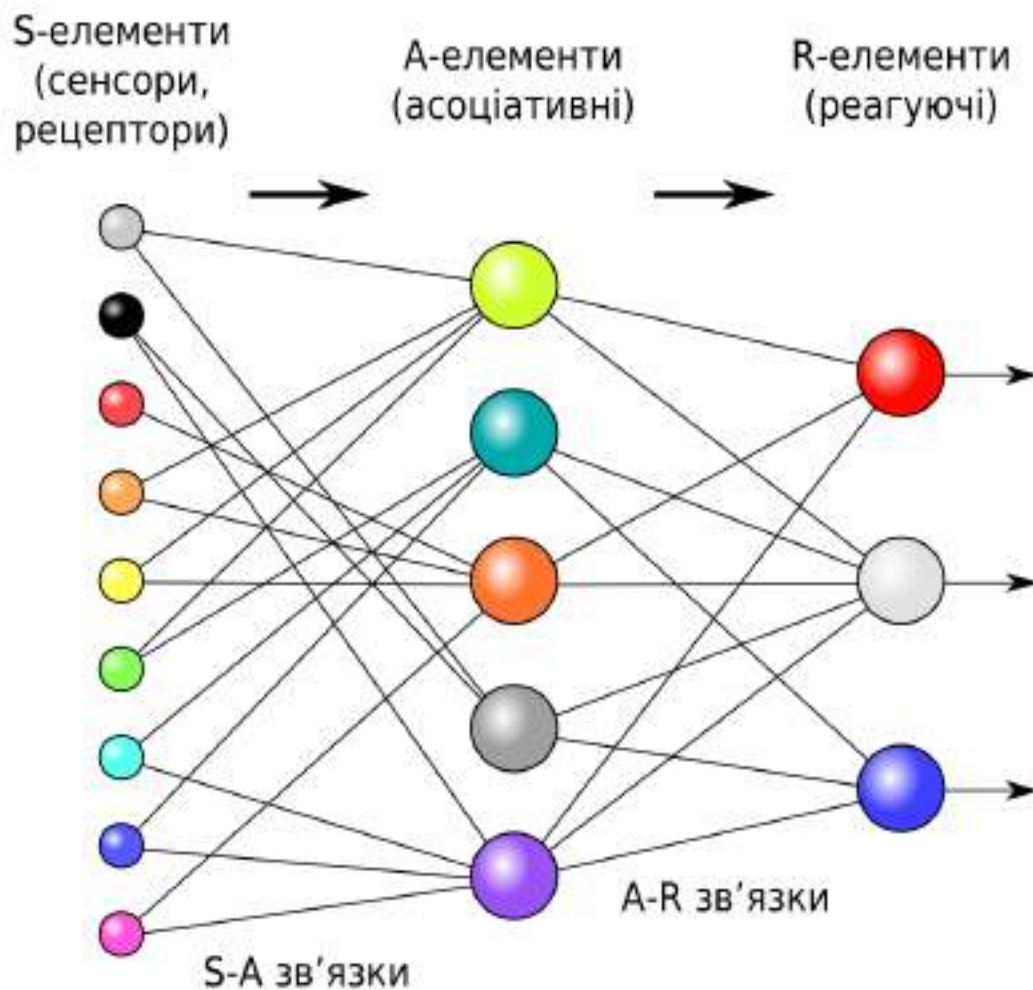 S-елементи
(сенсори,
рецептори)
А-елементи
(асоціативні)
R-елементи
(реагуючі)
A-R зв’язки
S-A зв’язки